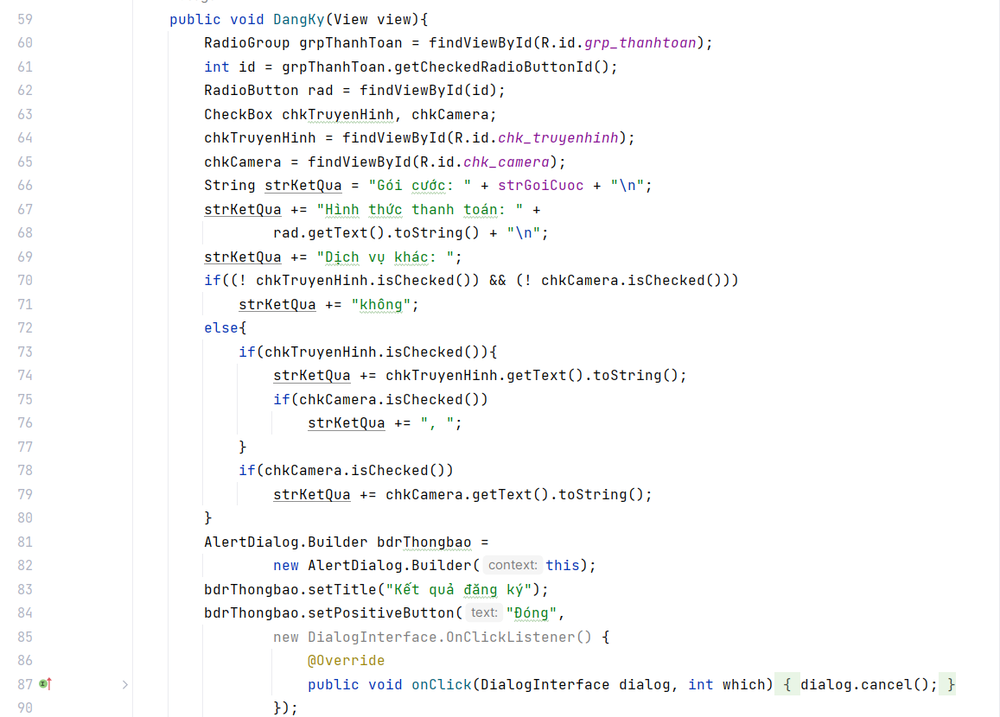 59 public void DangKy(View view){
60 RadioGroup grpThanhToan = findViewById(R.id.grp_thanhtoan);
61 int id = grpThanhToan.getCheckedRadioButtonId();
62 RadioButton rad = findViewById(id);
63 CheckBox chkTruyenHinh, chkCamera;
64 chkTruyenHinh = findViewById(R.id.chk_truyenhinh);
65 chkCamera = findViewById(R.id.chk_camera);
66 String strKetQua = "Gói cước: " + strGoiCuoc + "\n";
67 strKetQua += "Hình thức thanh toán: " +
68 rad.getText().toString() + "\n";
69 strKetQua += "Dịch vụ khác: ";
70 if((! chkTruyenHinh.isChecked()) && (! chkCamera.isChecked()))
71 strKetQua += "không";
72 else{
73 if(chkTruyenHinh.isChecked()){
74 strKetQua += chkTruyenHinh.getText().toString();
75 if(chkCamera.isChecked())
76 strKetQua += ", ";
77 }
78 if(chkCamera.isChecked())
79 strKetQua += chkCamera.getText().toString();
80 }
81 AlertDialog.Builder bdrThongbao =
82 new AlertDialog.Builder( context: this);
83 bdrThongbao.setTitle("Kết quả đăng ký");
84 bdrThongbao.setPositiveButton( text: "Đóng",
85 new DialogInterface.OnClickListener() {
86 @Override
87 public void onClick(DialogInterface dialog, int which) { dialog.cancel(); }
90 });